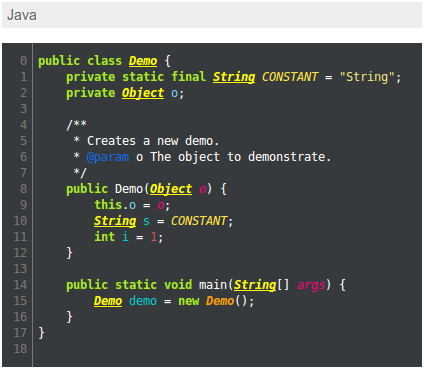 Java
0 public class Demo {
1     private static final String CONSTANT = "String";
2     private Object o;
3
4     /**
5      * Creates a new demo.
6      * @param o The object to demonstrate.
7      */
8     public Demo(Object o) {
9         this.o = o;
10         String s = CONSTANT;
11         int i = 1;
12     }
13
14     public static void main(String[] args) {
15         Demo demo = new Demo();
16     }
17 }
18